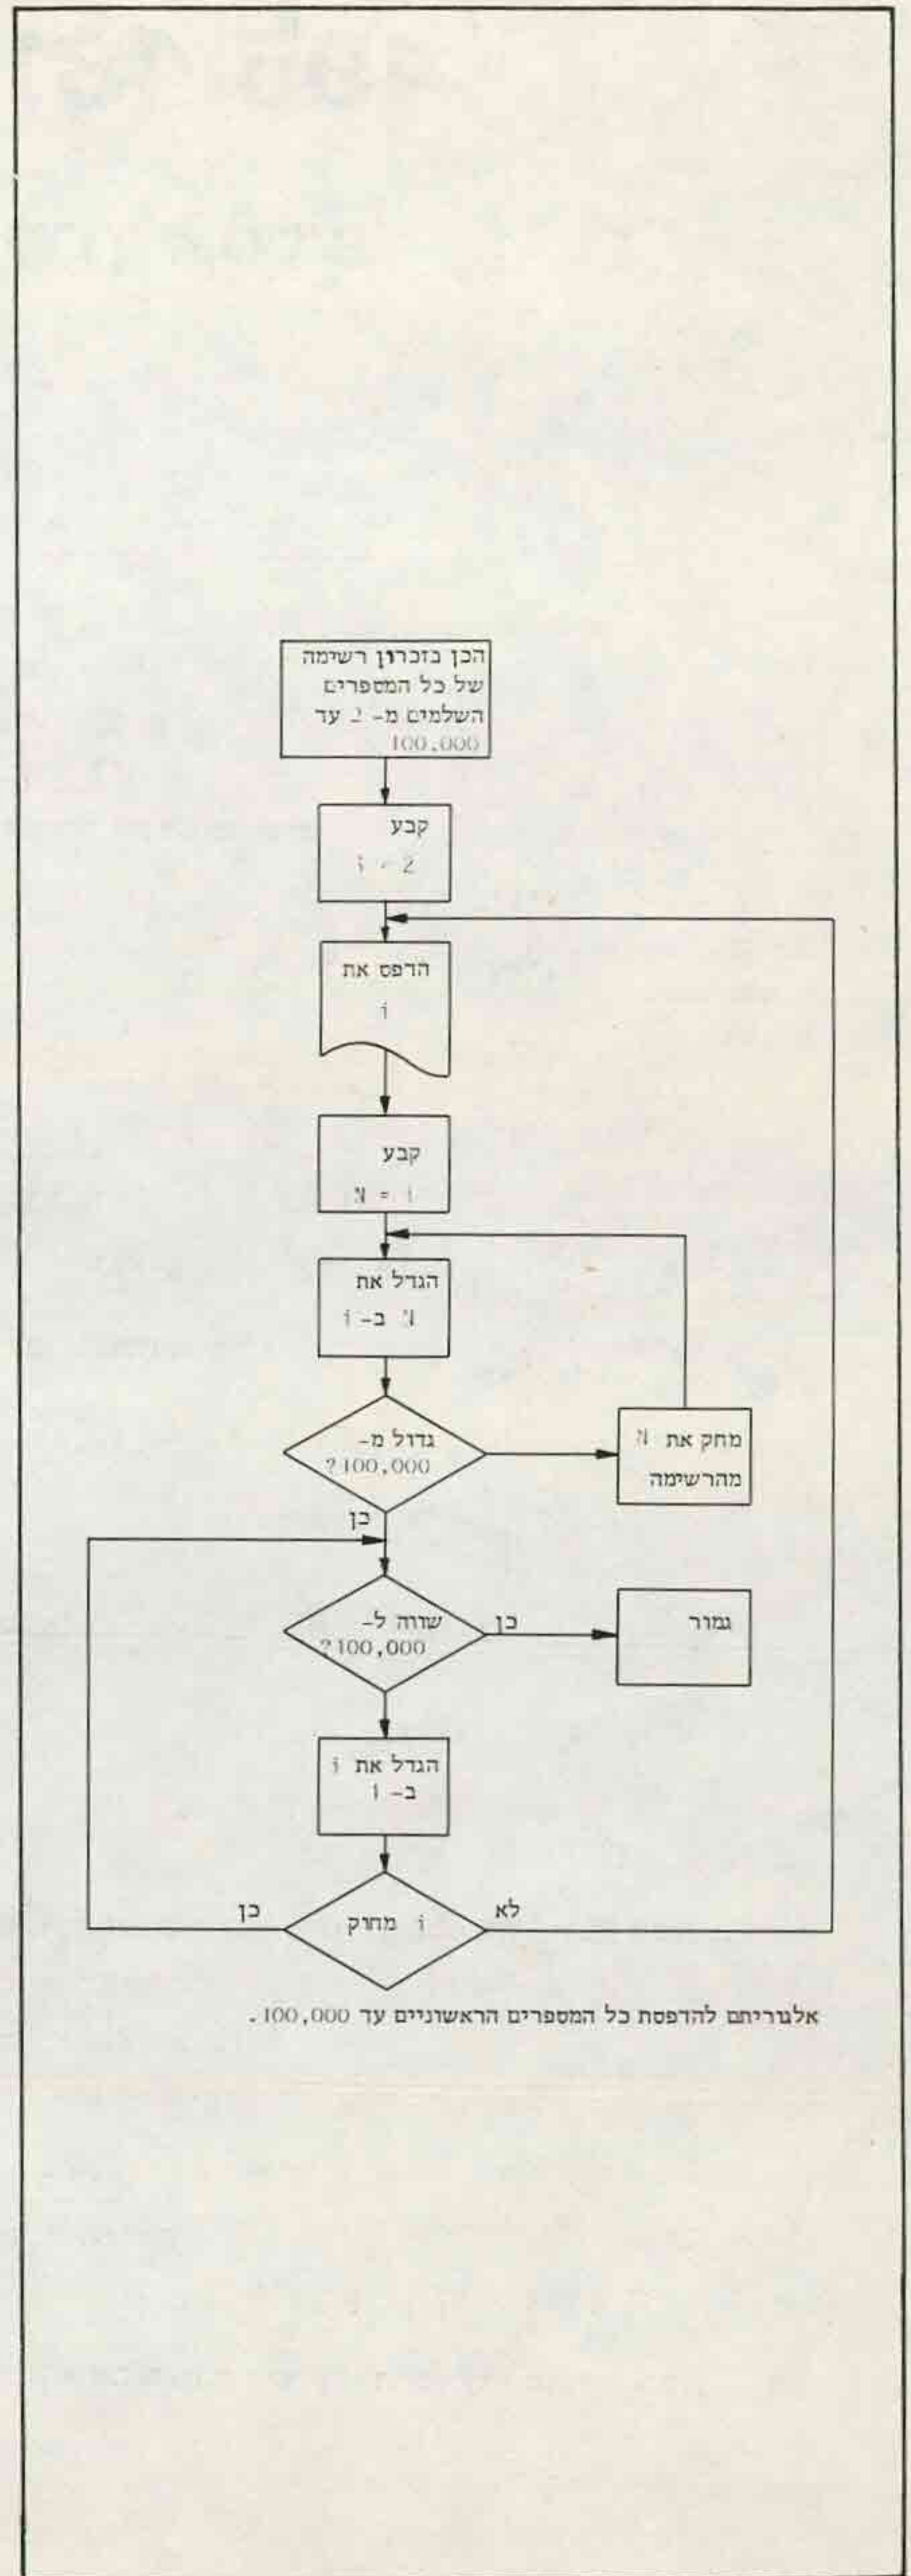 הכן בזכרון רשימה
של כל המספרים
השלמים מ- 2 עד
100,000
קבע
i = 2
הדפס את
i
קבע
N = i
הגדל את
N ב- i
גדול מ-
100,000?
מחק את N
מהרשימה
כן
שווה ל-
100,000?
כן
גמור
הגדל את i
ב- 1
i מחוק
כן
לא
אלגוריתם להדפסת כל המספרים הראשוניים עד 100,000.